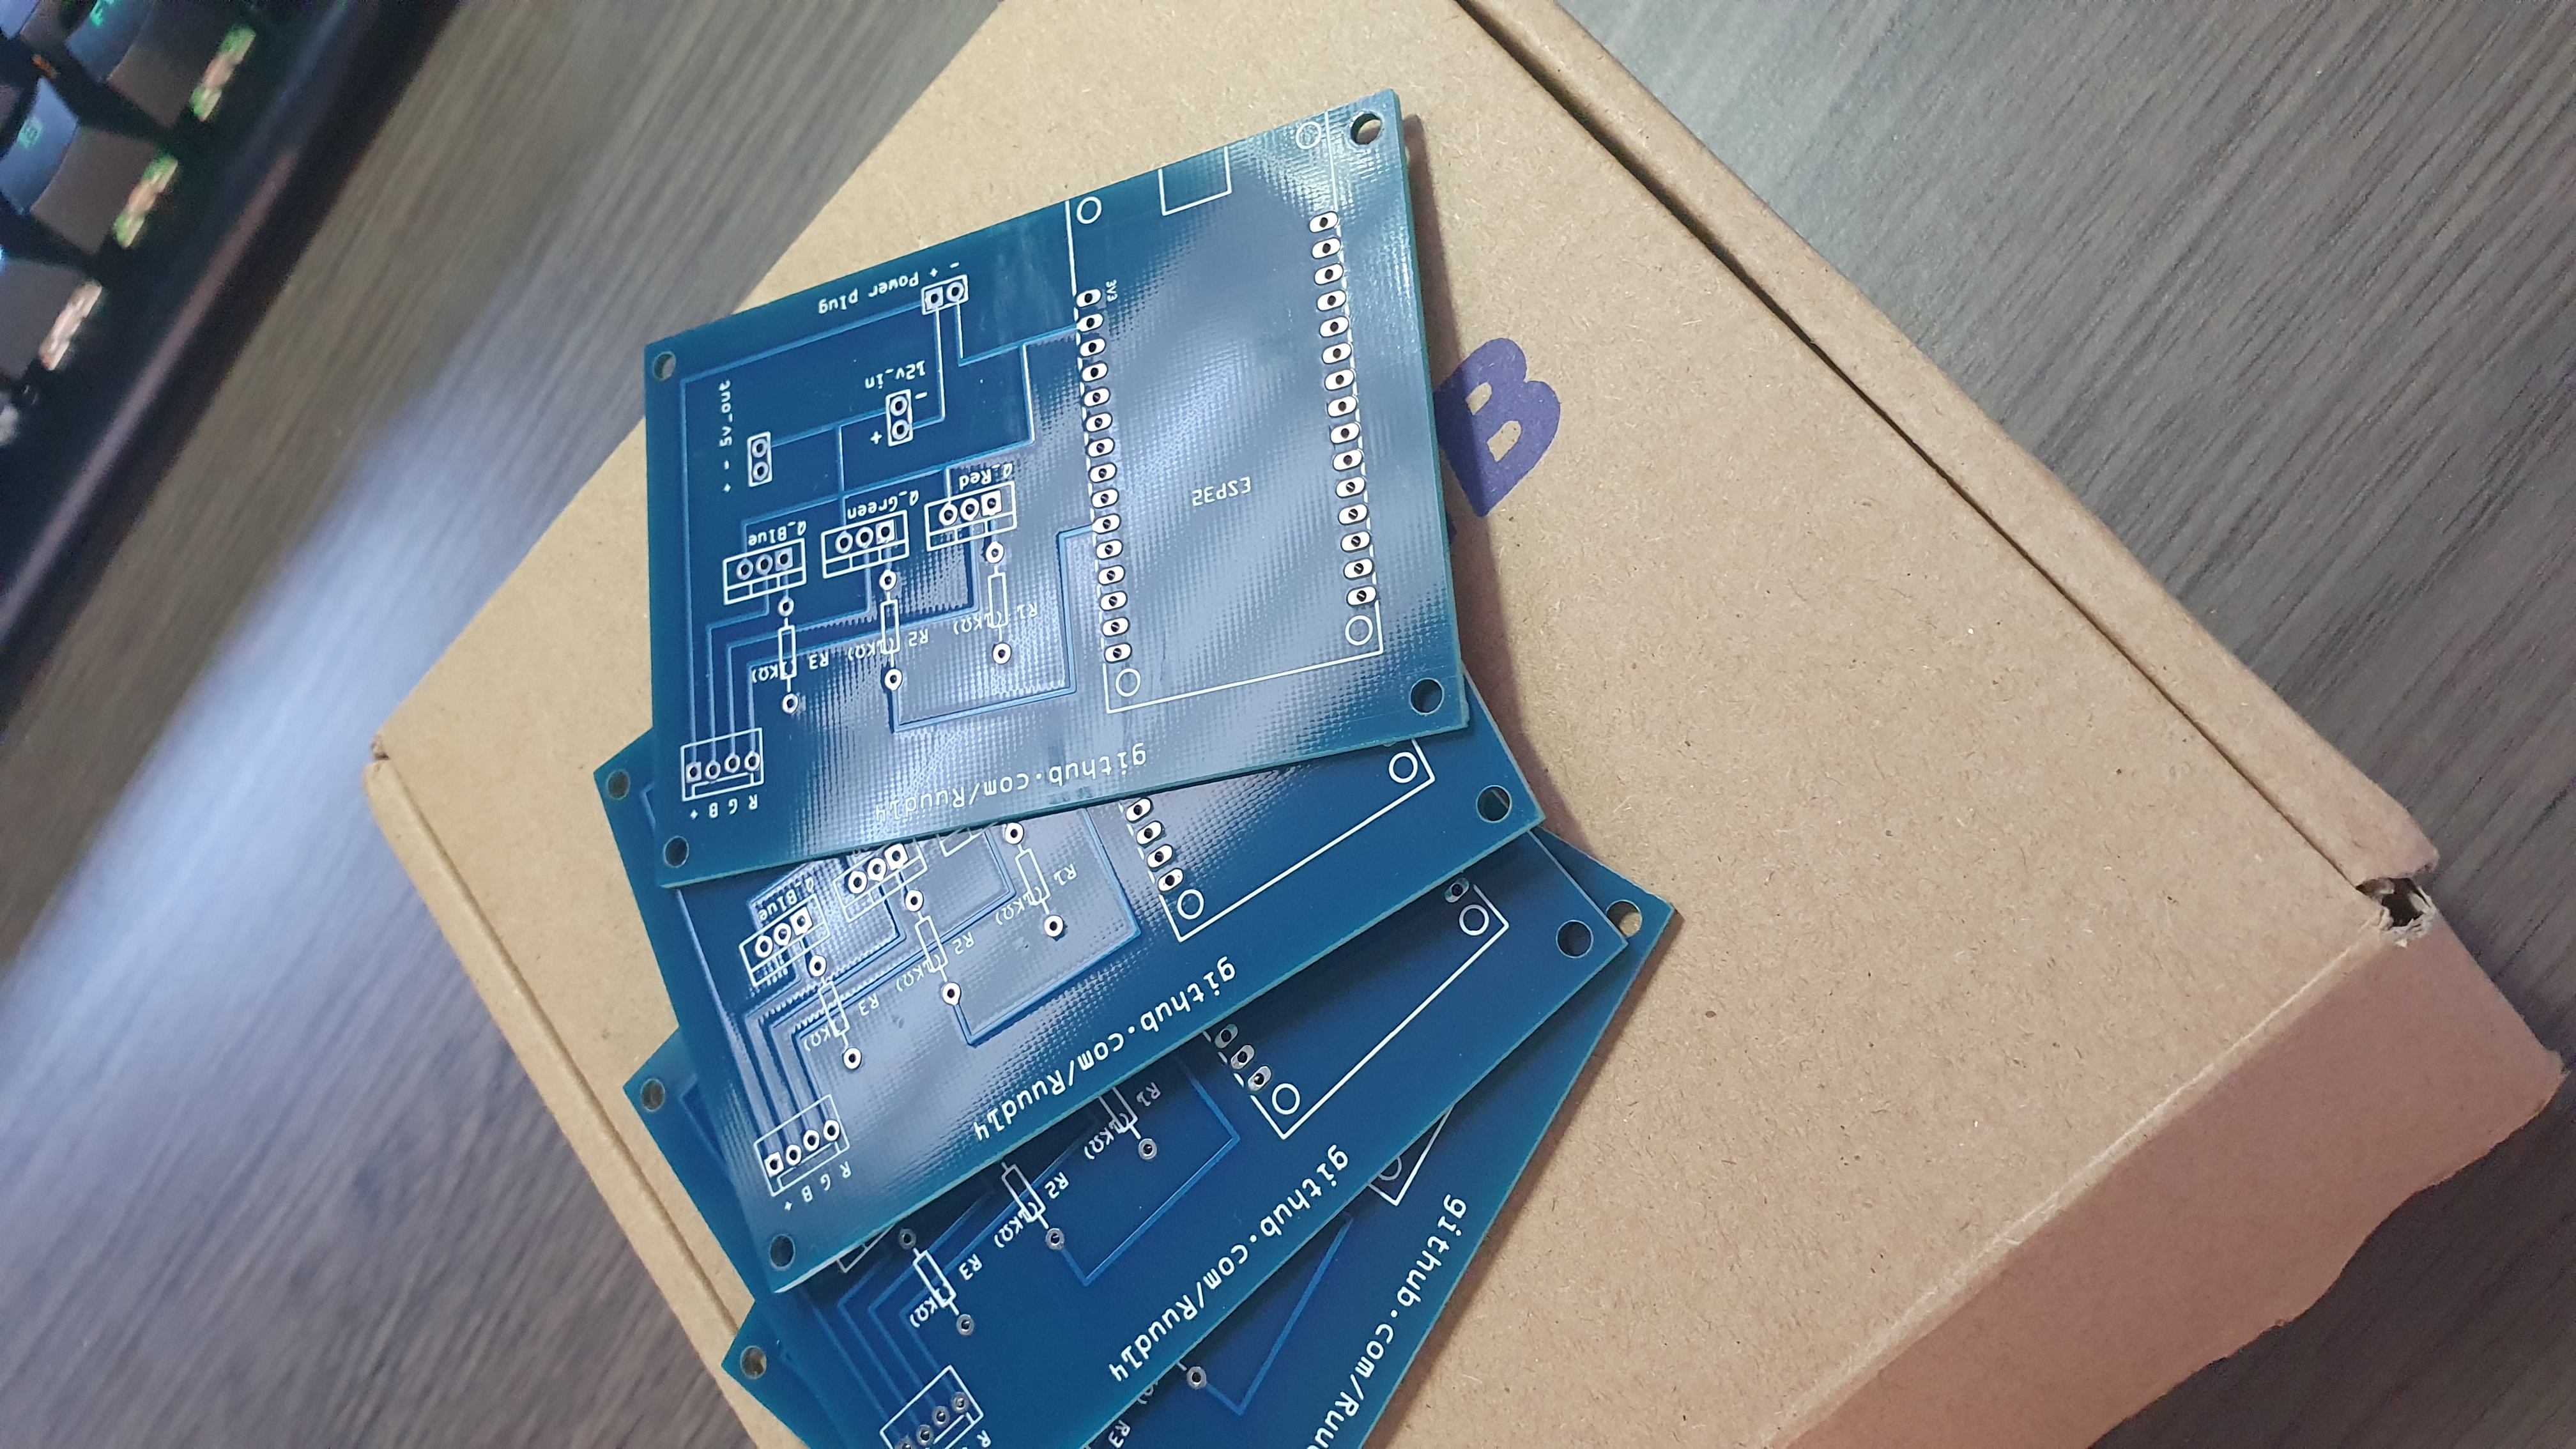 R G B +
R3 (1KΩ)
R2 (1KΩ)
R1 (1KΩ)
Q_Blue
Q_Green
Q_Red
+ - 5v_out
+ -
12v_in
- + Power plug
3V3
ESP32
github.com/Ruud14
R G B +
R3 (1KΩ)
R2 (1KΩ)
R1 (1KΩ)
Q_Blue
github.com/Ruud14
R3 (1KΩ)
R2 (1KΩ)
R1 (1KΩ)
github.com/Ruud14
R3
github.com/Ruu
B